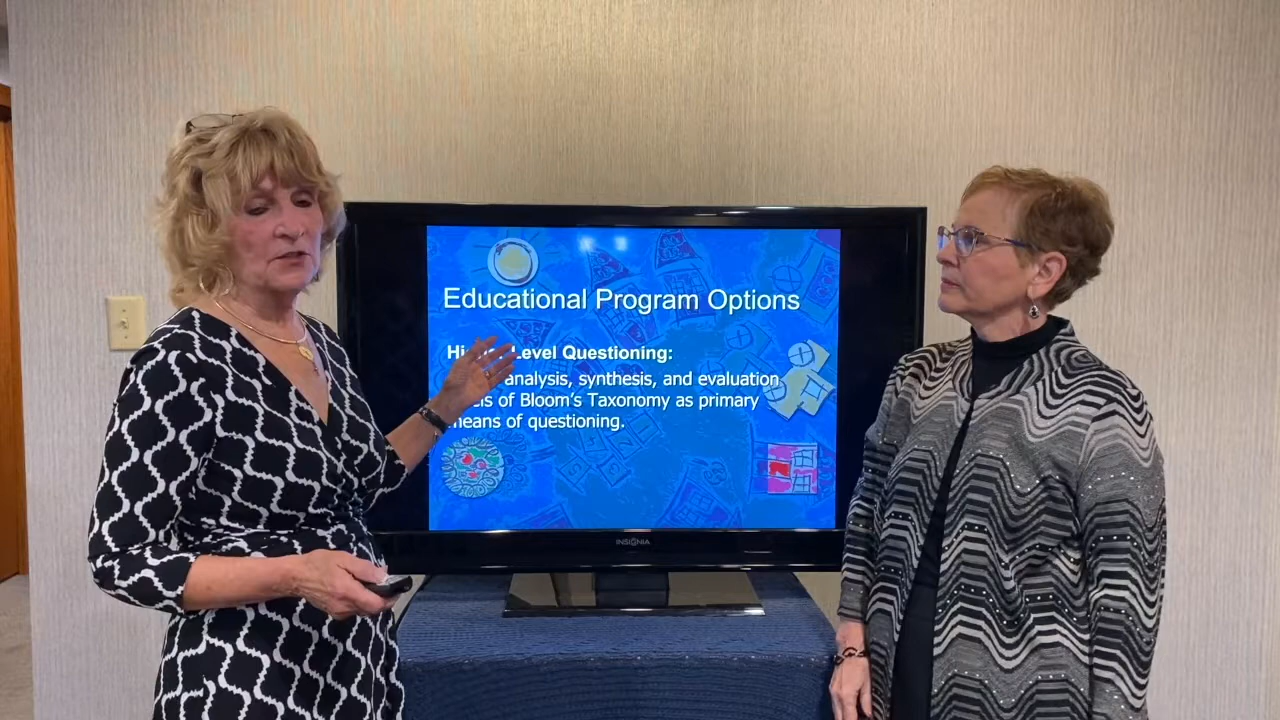 Educational Program Options
Level Questioning:
analysis, synthesis, and evaluation
of Bloom's Taxonomy as primary
means of questioning.
INSIGNIA